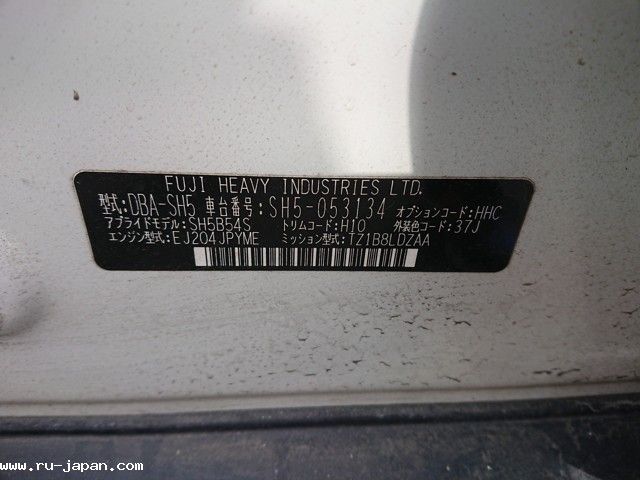 FUJI HEAVY INDUSTRIES LTD.
型式:DBA-SH5 車台番号:SH5-053134 オプションコード:HHC
アプライドモデル:SH5B54S トリムコード:H10 外装色コード:37J
エンジン型式:EJ204JPYME ミッション型式:TZ1B8LDZAA
www.ru-japan.com